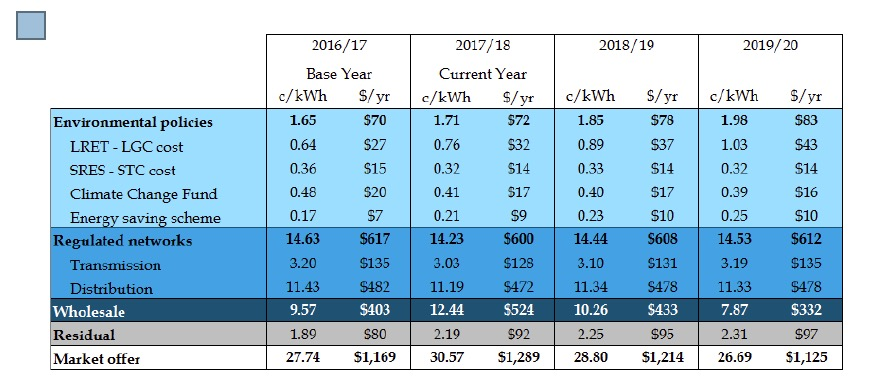 2016/17 2017/18 2018/19 2019/20
Base Year Current Year
c/kWh $/yr c/kWh $/yr c/kWh $/yr c/kWh $/yr
Environmental policies 1.65 $70 1.71 $72 1.85 $78 1.98 $83
LRET - LGC cost 0.64 $27 0.76 $32 0.89 $37 1.03 $43
SRES - STC cost 0.36 $15 0.32 $14 0.33 $14 0.32 $14
Climate Change Fund 0.48 $20 0.41 $17 0.40 $17 0.39 $16
Energy saving scheme 0.17 $7 0.21 $9 0.23 $10 0.25 $10
Regulated networks 14.63 $617 14.23 $600 14.44 $608 14.53 $612
Transmission 3.20 $135 3.03 $128 3.10 $131 3.19 $135
Distribution 11.43 $482 11.19 $472 11.34 $478 11.33 $478
Wholesale 9.57 $403 12.44 $524 10.26 $433 7.87 $332
Residual 1.89 $80 2.19 $92 2.25 $95 2.31 $97
Market offer 27.74 $1,169 30.57 $1,289 28.80 $1,214 26.69 $1,125